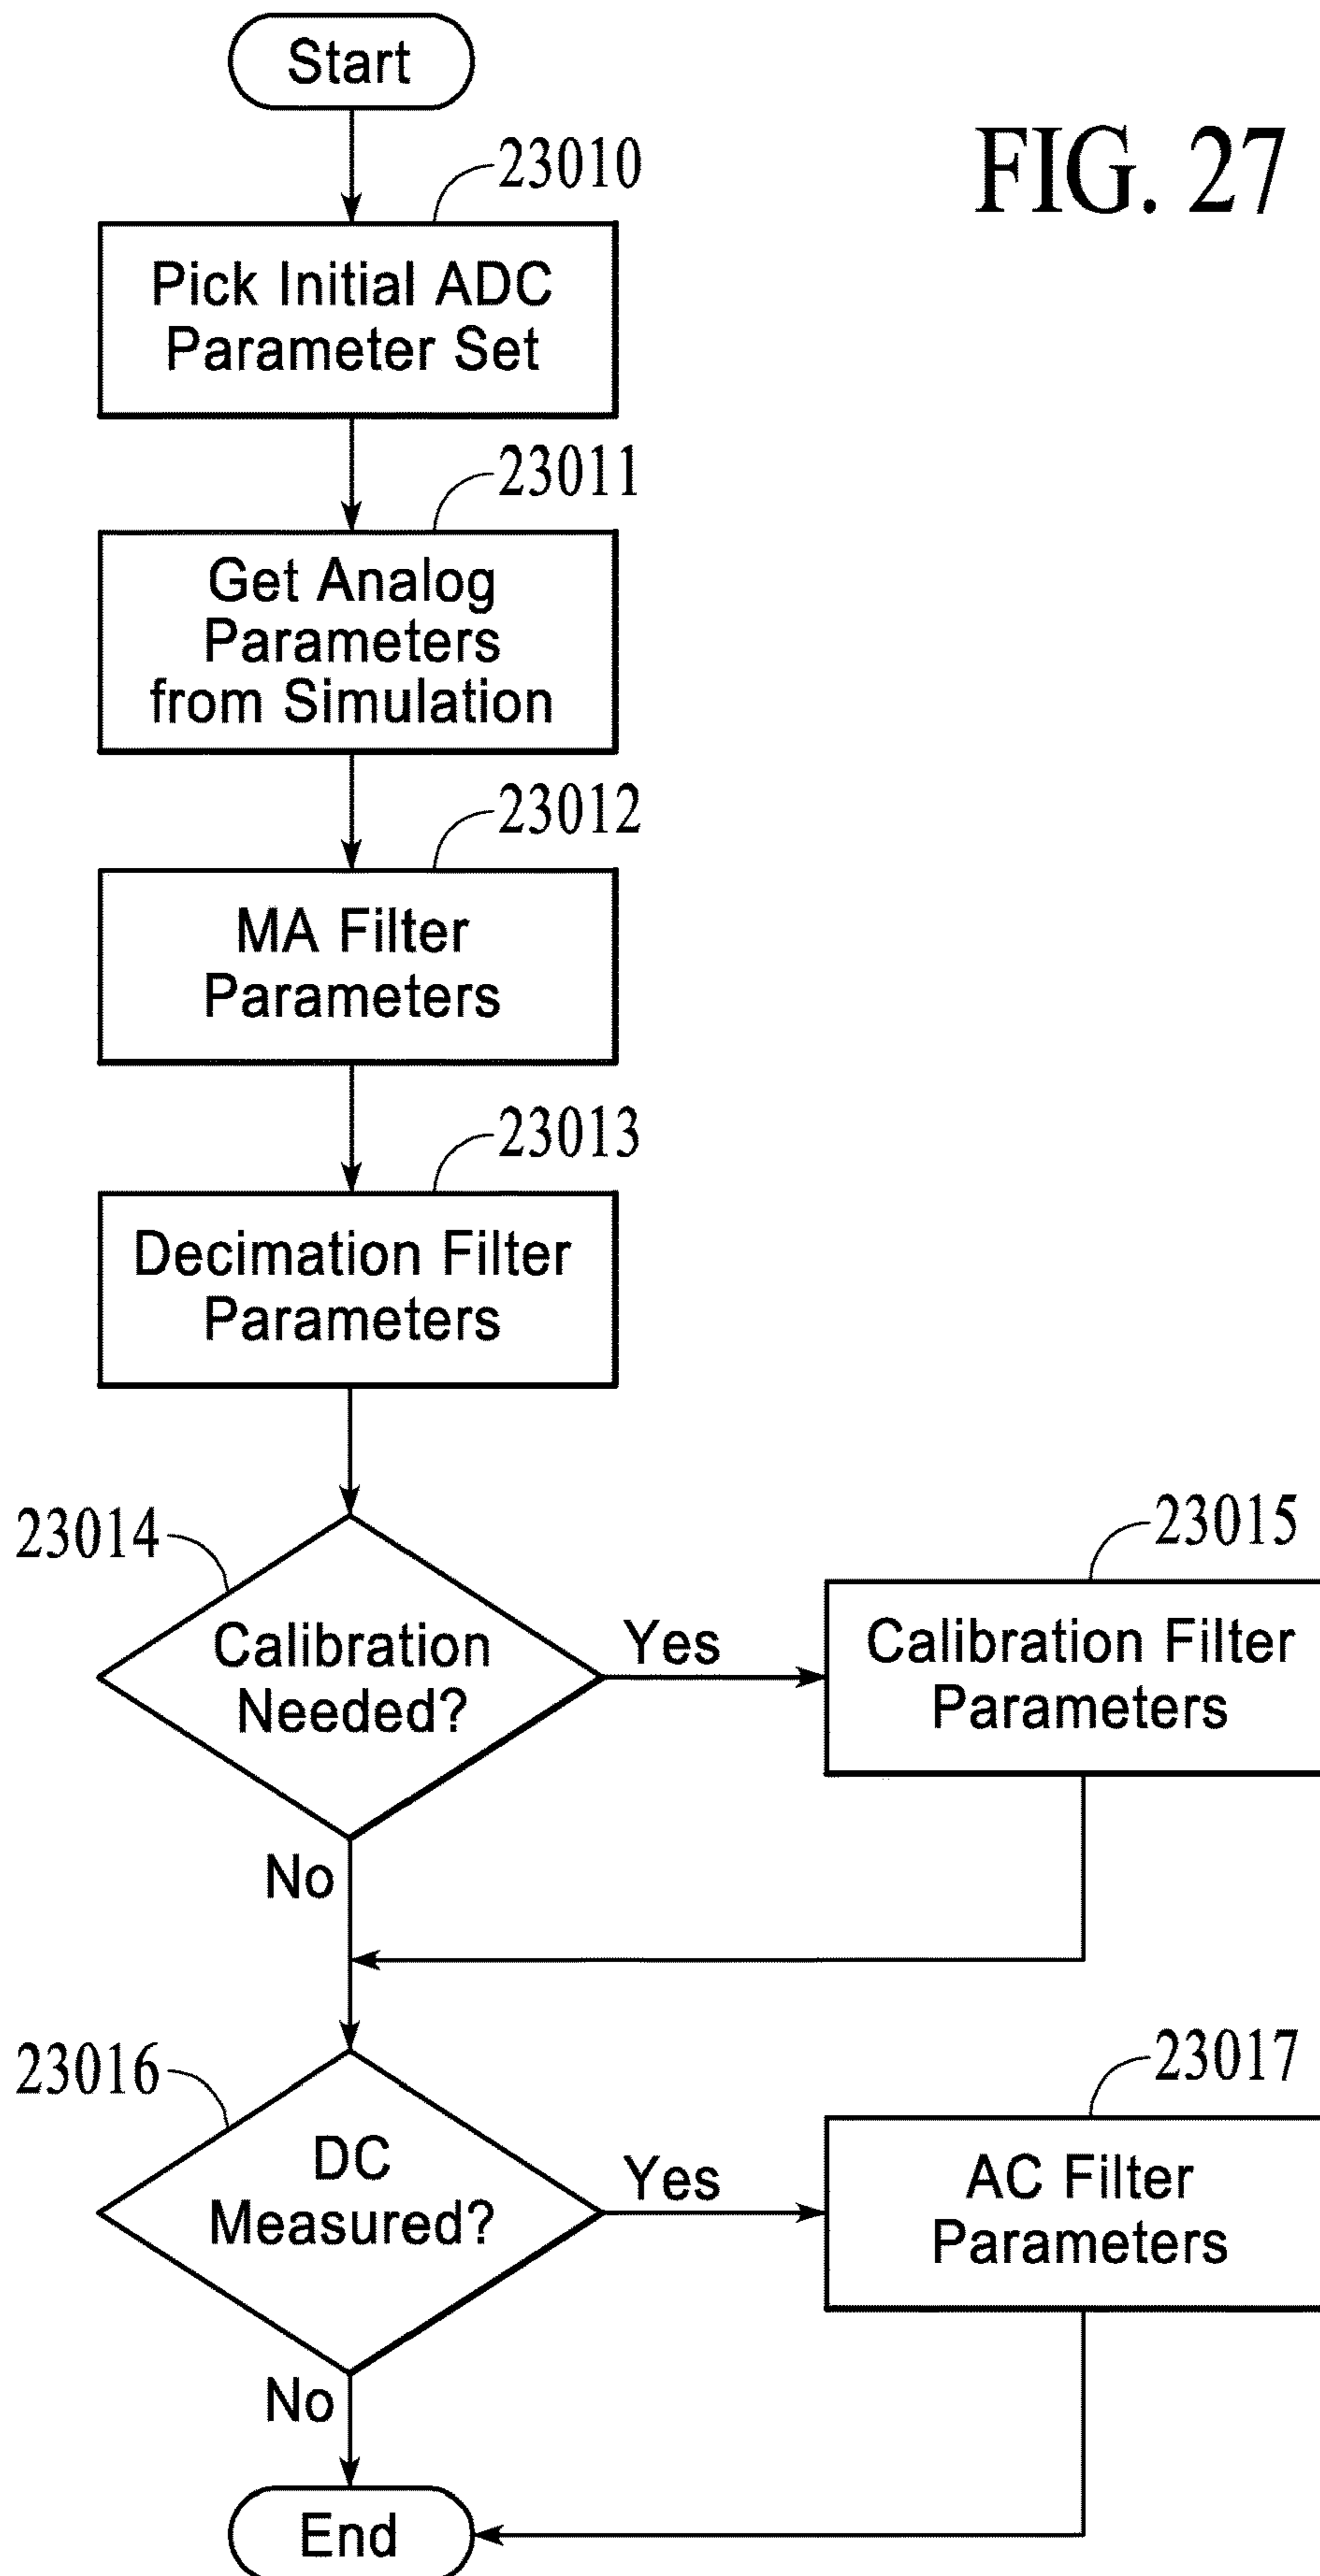 Start
FIG. 27
23010
Pick Initial ADC
Parameter Set
23011
Get Analog
Parameters
from Simulation
23012
MA Filter
Parameters
23013
Decimation Filter
Parameters
23014
Calibration
Needed?
Yes
23015
Calibration Filter
Parameters
No
23016
DC
Measured?
Yes
23017
AC Filter
Parameters
No
End